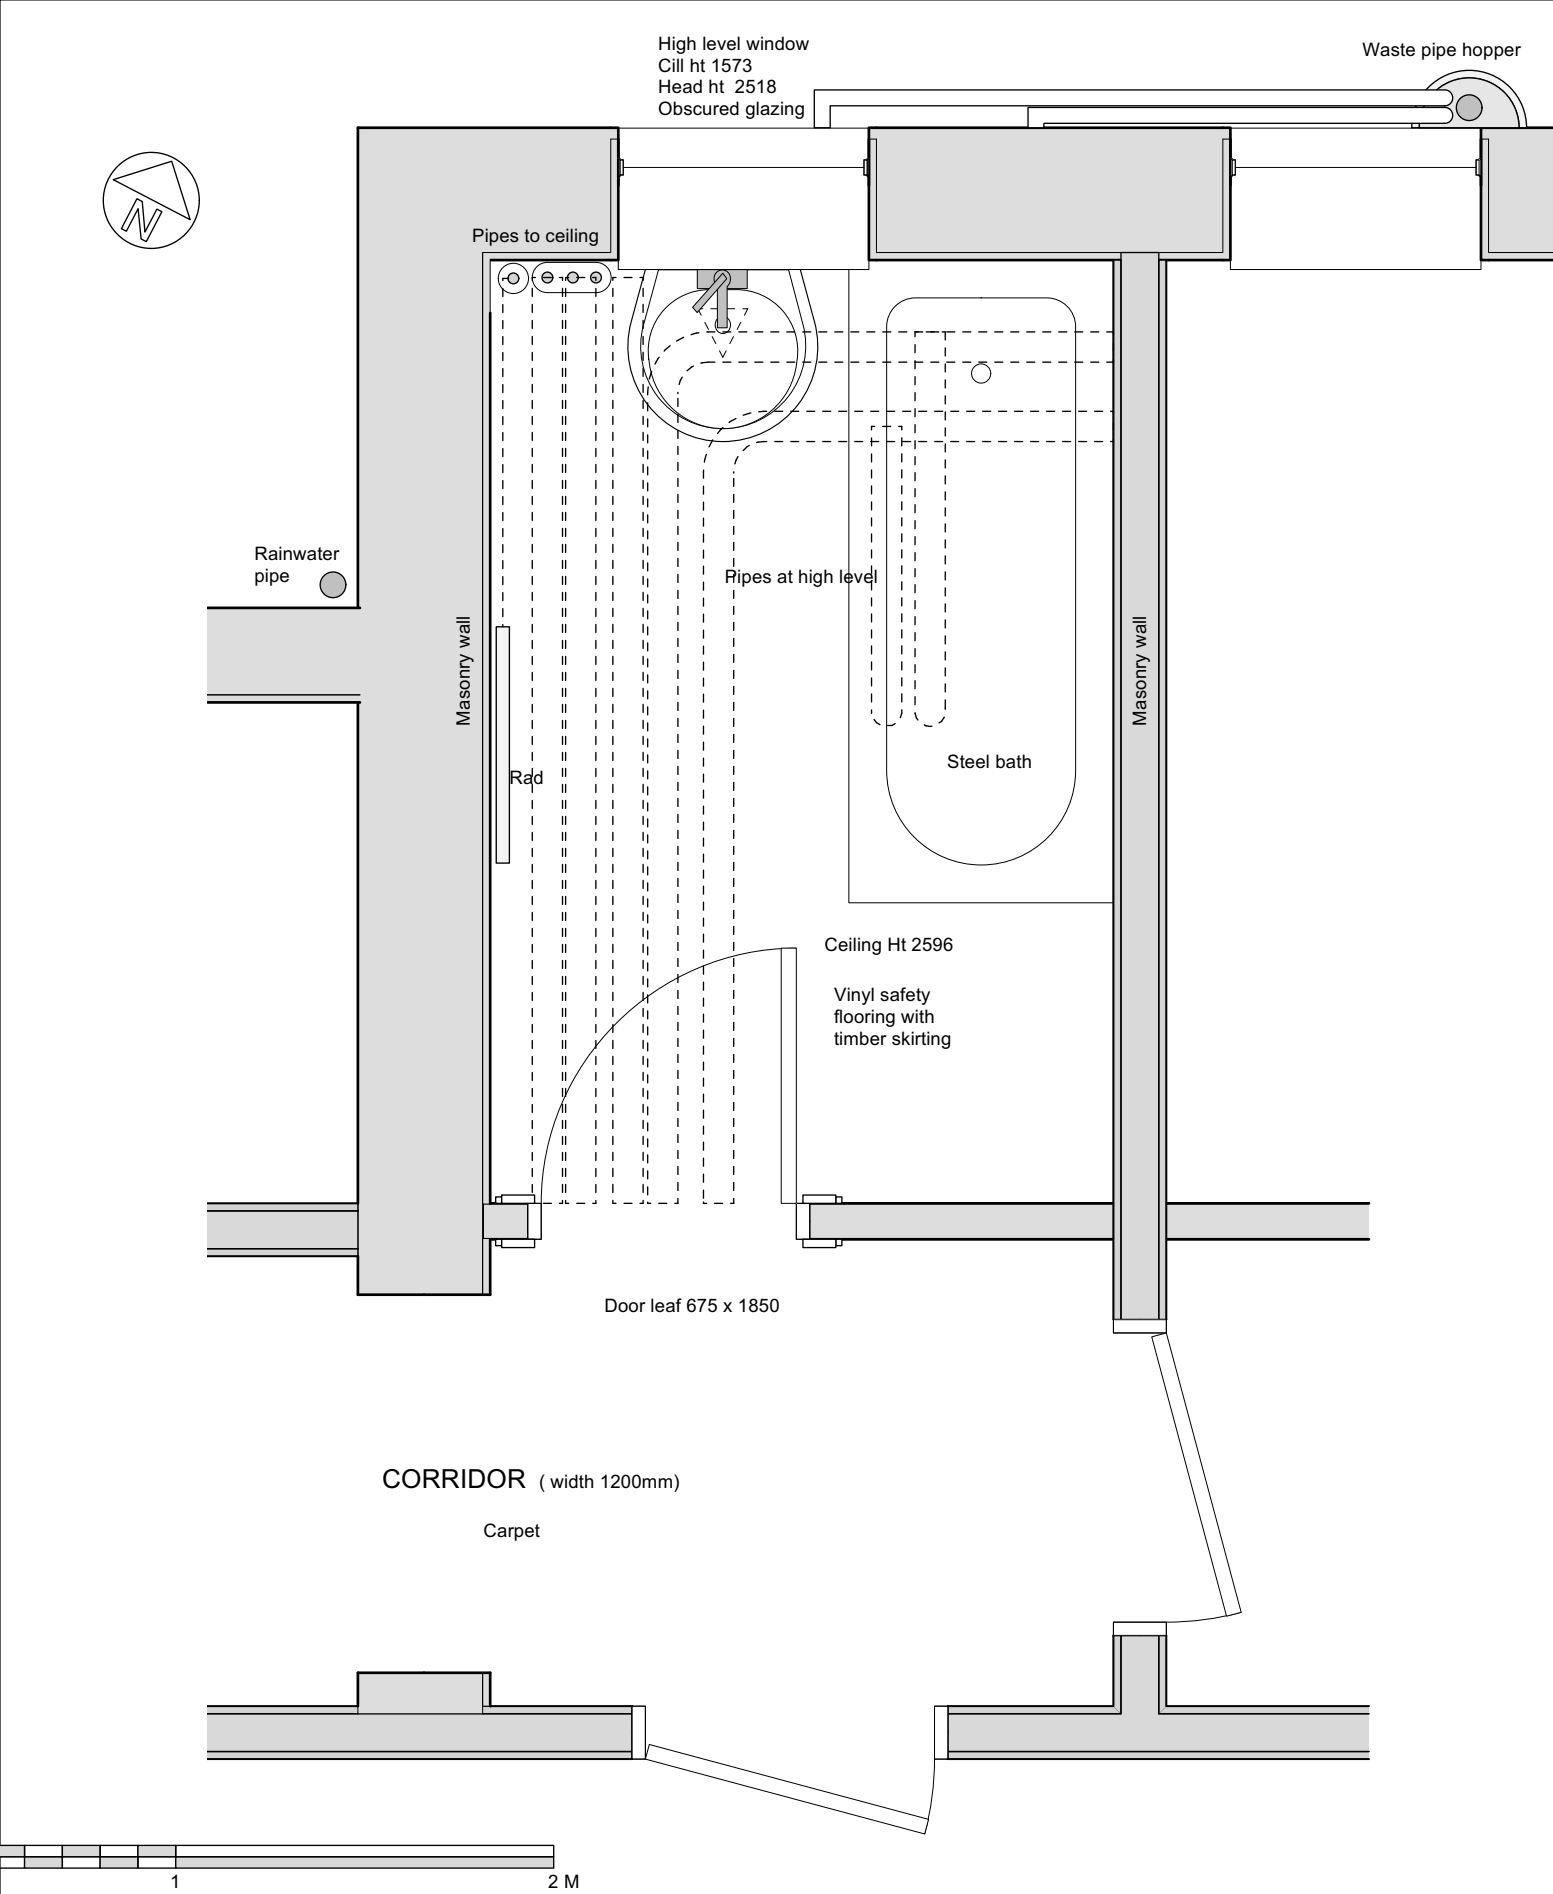 High level window
Cill ht 1573
Head ht  2518
Obscured glazing
Waste pipe hopper
N
Pipes to ceiling
Rainwater
pipe
Pipes at high level
Masonry wall
Masonry wall
Rad
Steel bath
Ceiling Ht 2596
Vinyl safety
flooring with
timber skirting
Door leaf 675 x 1850
CORRIDOR ( width 1200mm)
Carpet
1
2 M